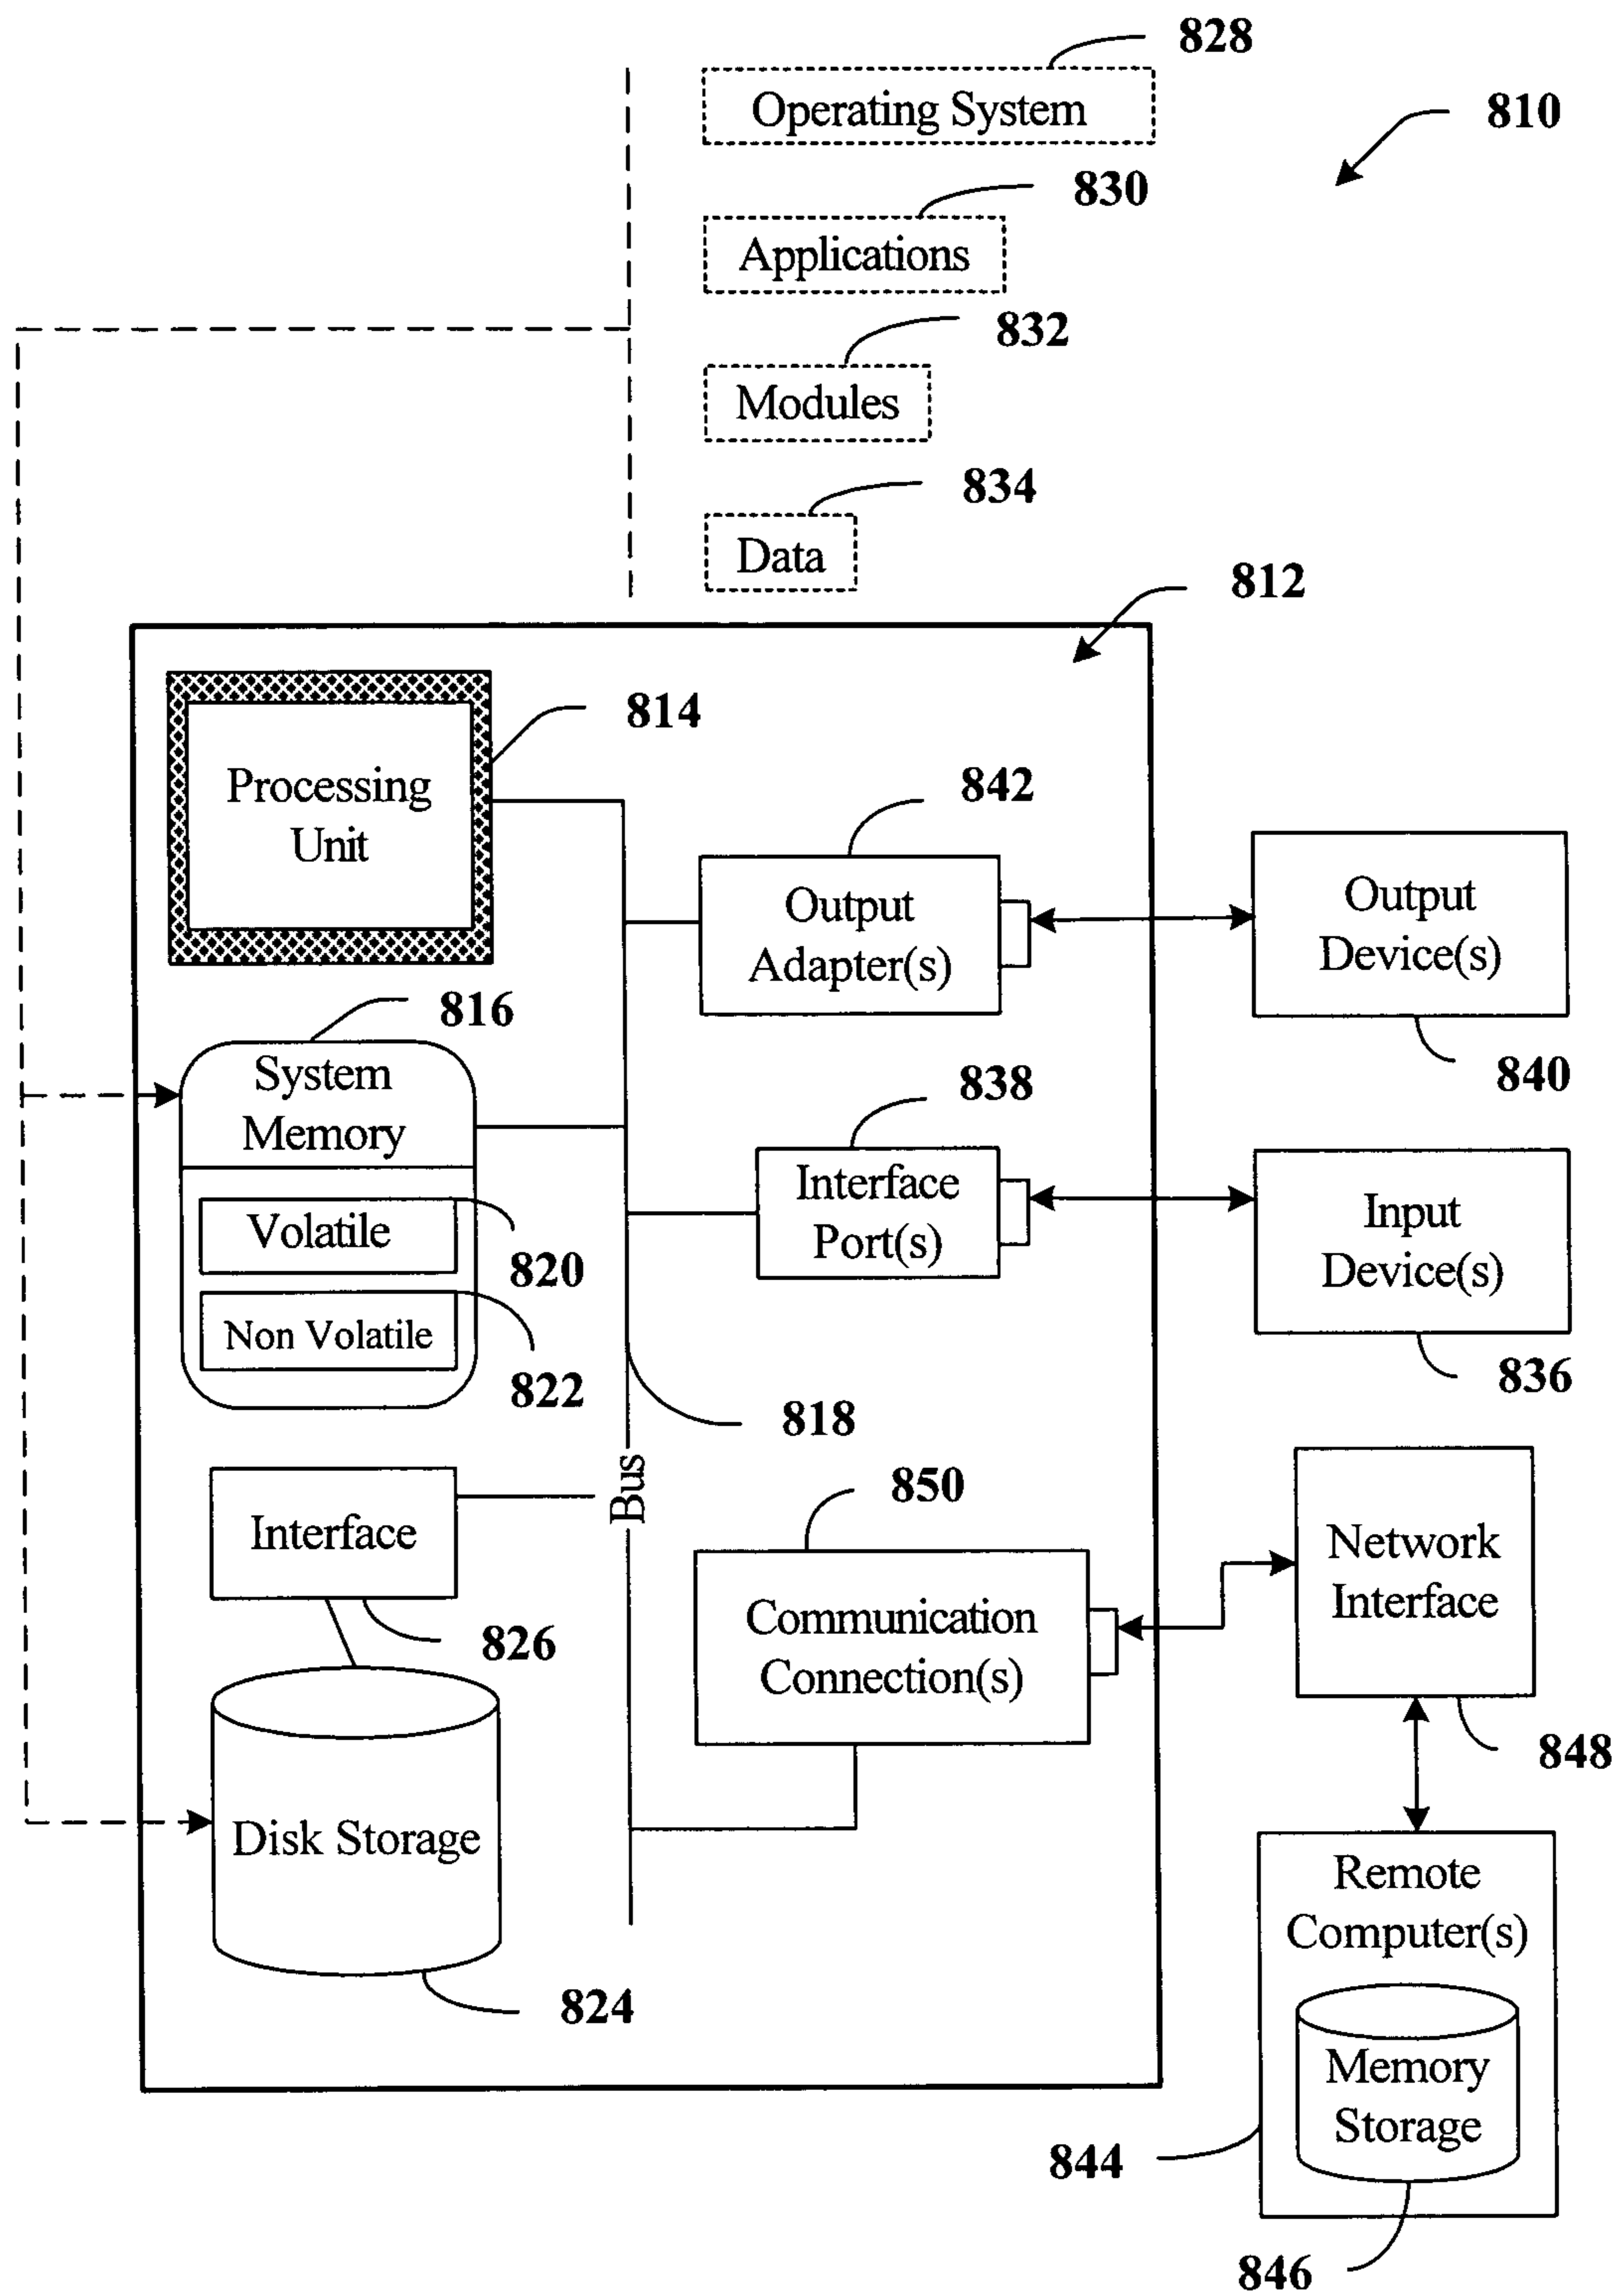 828
Operating System
810
830
Applications
832
Modules
834
Data
812
814
Processing
Unit
842
Output
Adapter(s)
Output
Device(s)
840
816
System
Memory
838
Interface
Port(s)
Input
Device(s)
836
Volatile
820
Non Volatile
822
818
Bus
850
Interface
826
Communication
Connection(s)
Network
Interface
848
Disk Storage
824
Remote
Computer(s)
Memory
Storage
844
846